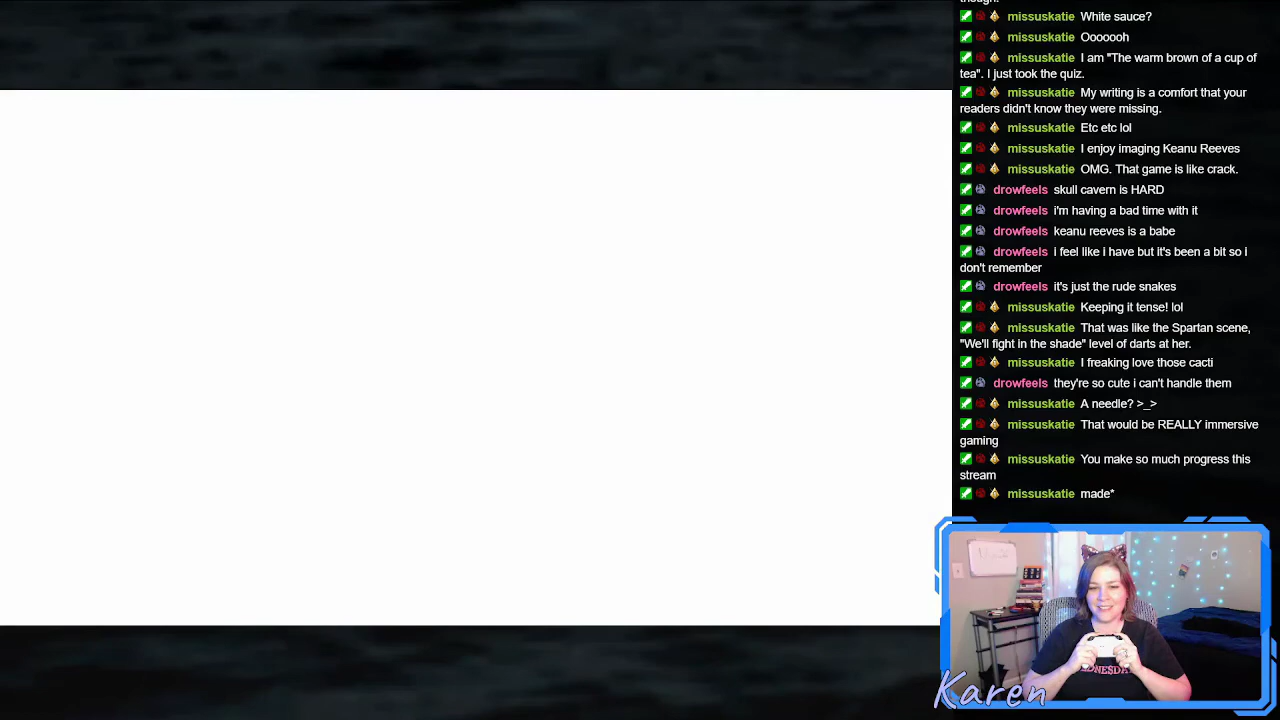 though!
missuskatie White sauce?
missuskatie Ooooooh
missuskatie I am "The warm brown of a cup of
tea". I just took the quiz.
missuskatie My writing is a comfort that your
readers didn't know they were missing.
missuskatie Etc etc lol
missuskatie I enjoy imaging Keanu Reeves
missuskatie OMG. That game is like crack.
drowfeels skull cavern is HARD
drowfeels i'm having a bad time with it
drowfeels keanu reeves is a babe
drowfeels i feel like i have but it's been a bit so i
don't remember
drowfeels it's just the rude snakes
missuskatie Keeping it tense! lol
missuskatie That was like the Spartan scene,
"We'll fight in the shade" level of darts at her.
missuskatie I freaking love those cacti
drowfeels they're so cute i can't handle them
missuskatie A needle? >_>
missuskatie That would be REALLY immersive
gaming
missuskatie You make so much progress this
stream
missuskatie made*
Karen